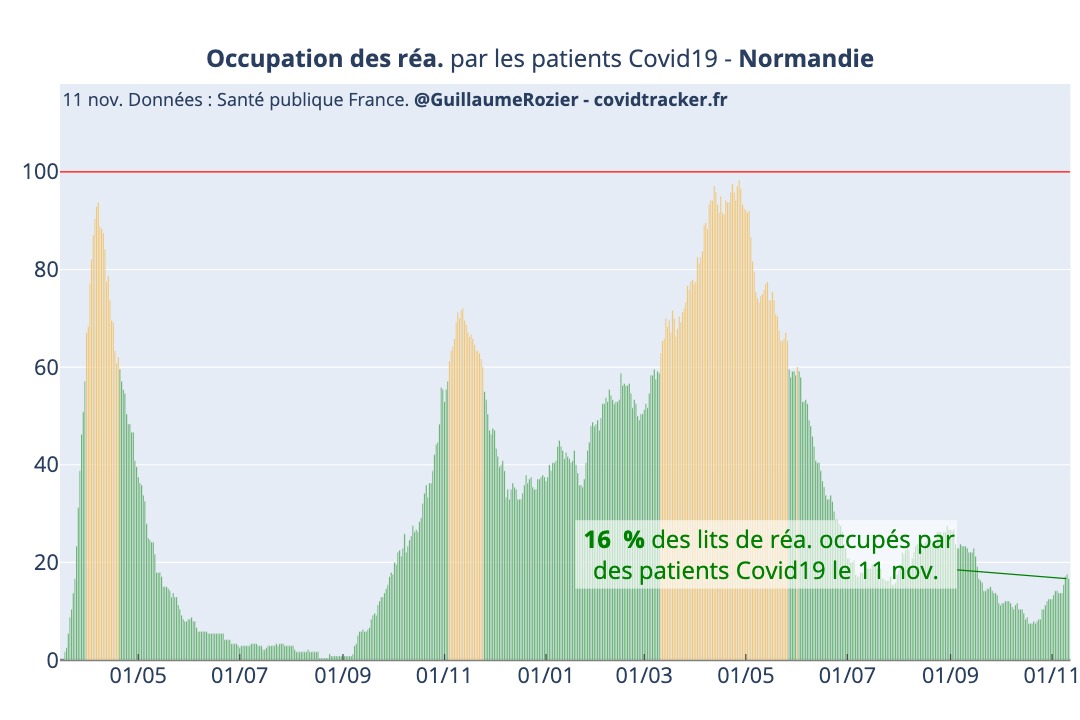 Occupation des réa. par les patients Covid19 - Normandie
11 nov. Données : Santé publique France. @GuillaumeRozier - covidtracker.fr
100
80
60
40
20
0
16 % des lits de réa. occupés par
des patients Covid19 le 11 nov.
01/05 01/07 01/09 01/11 01/01 01/03 01/05 01/07 01/09 01/11